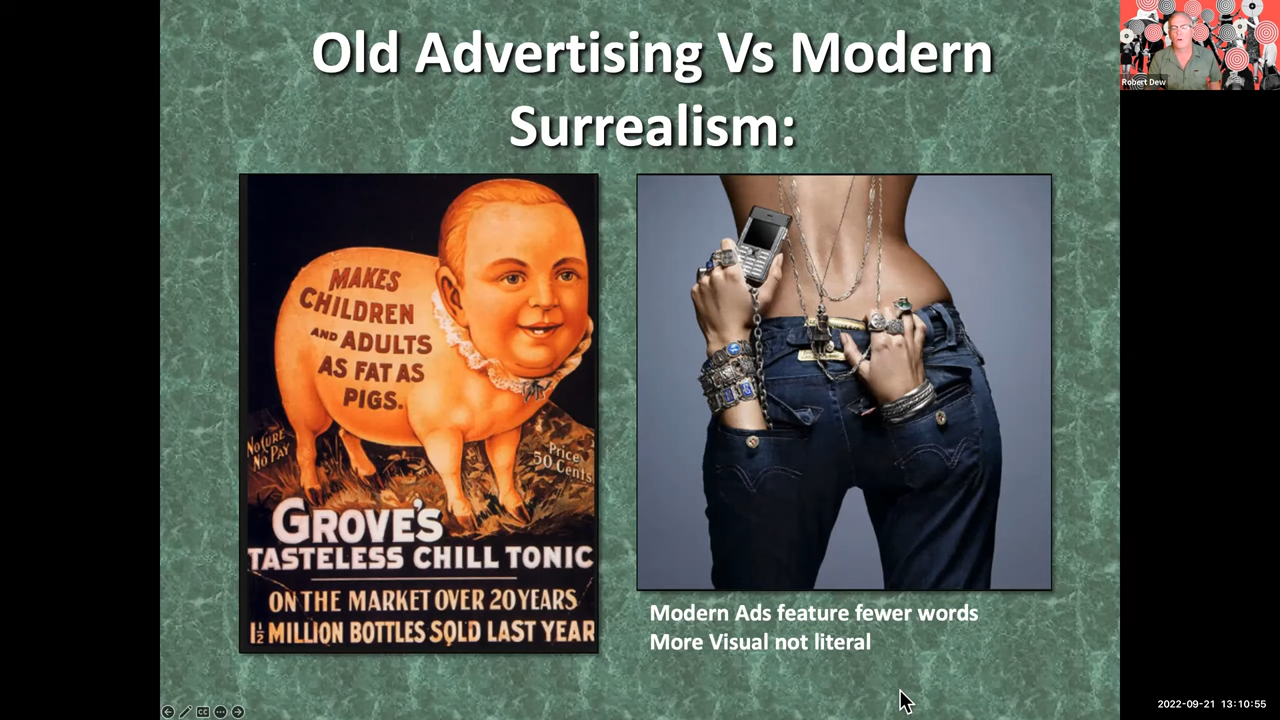 Old Advertising Vs Modern
Surrealism:
MAKES
CHILDREN
AND ADULTS
AS FAT AS
PIGS.
NO CURE
NO PAY
Price
50 Cents
GROVE'S
TASTELESS CHILL TONIC
ON THE MARKET OVER 20 YEARS
1½ MILLION BOTTLES SOLD LAST YEAR
Modern Ads feature fewer words
More Visual not literal
Robert Dew
CC
2022-09-21 13:10:55